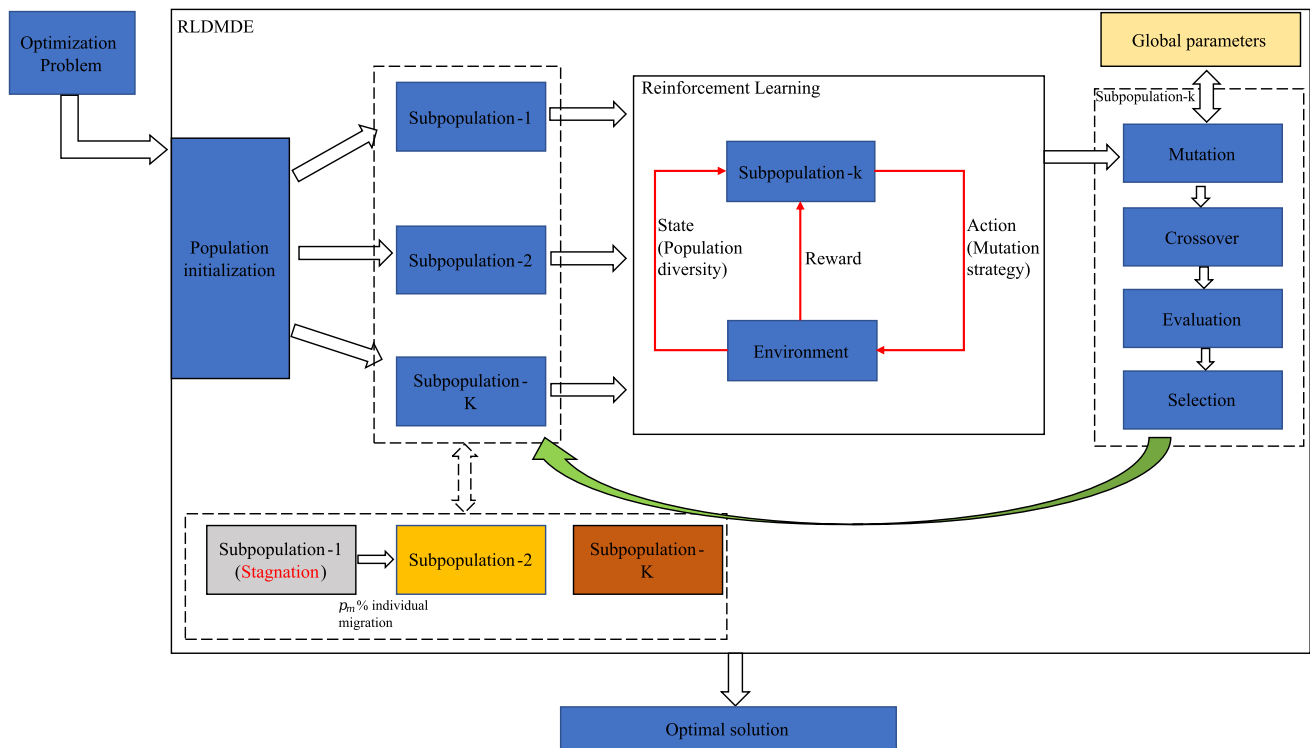 RLDMDE
Optimization
Problem
Global parameters
Subpopulation-1
Reinforcement Learning
Subpopulation-k
Mutation
Subpopulation-k
State
(Population
diversity)
Action
(Mutation
strategy)
Reward
Population
initialization
Subpopulation-2
Crossover
Evaluation
Environment
Subpopulation-
K
Selection
Subpopulation-1
(Stagnation)
Subpopulation-2
Subpopulation-
K
pₘ% individual
migration
Optimal solution